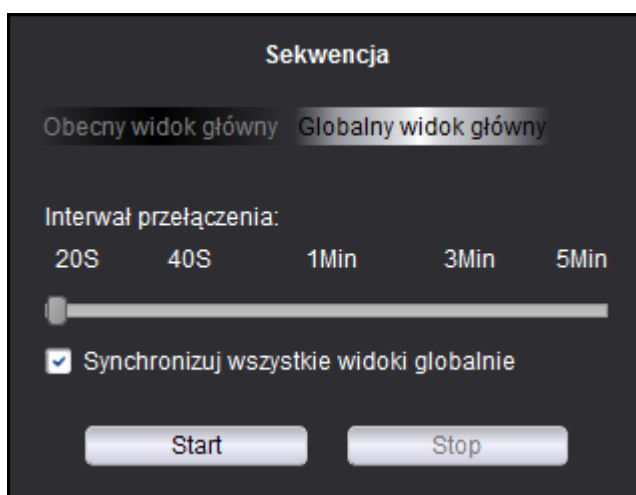 Sekwencja
Obecny widok główny Globalny widok główny
Interwał przełączenia:
20S 40S 1Min 3Min 5Min
Synchronizuj wszystkie widoki globalnie
Start Stop